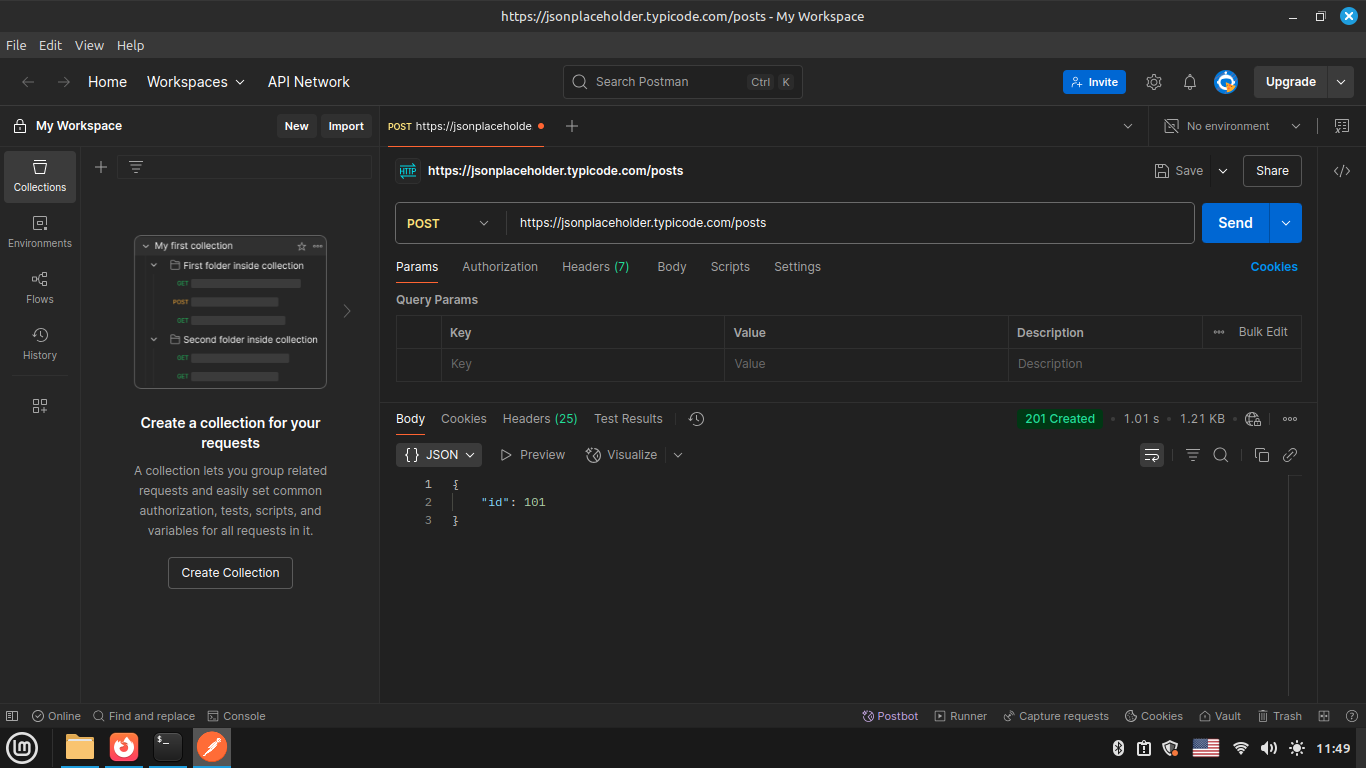 https://jsonplaceholder.typicode.com/posts - My Workspace
File Edit View Help
Home Workspaces API Network Search Postman Ctrl K Invite Upgrade
My Workspace New Import
POST https://jsonplaceholde No environment
Collections
Environments
Flows
History
My first collection
First folder inside collection
GET
POST
GET
Second folder inside collection
GET
GET
Create a collection for your
requests
A collection lets you group related
requests and easily set common
authorization, tests, scripts, and
variables for all requests in it.
Create Collection
HTTP https://jsonplaceholder.typicode.com/posts Save Share
POST https://jsonplaceholder.typicode.com/posts Send
Params Authorization Headers (7) Body Scripts Settings Cookies
Query Params
Key Value Description Bulk Edit
Key Value Description
Body Cookies Headers (25) Test Results 201 Created 1.01 s 1.21 KB
{} JSON Preview Visualize
1 {
2 "id": 101
3 }
Online Find and replace Console Postbot Runner Capture requests Cookies Vault Trash
11:49